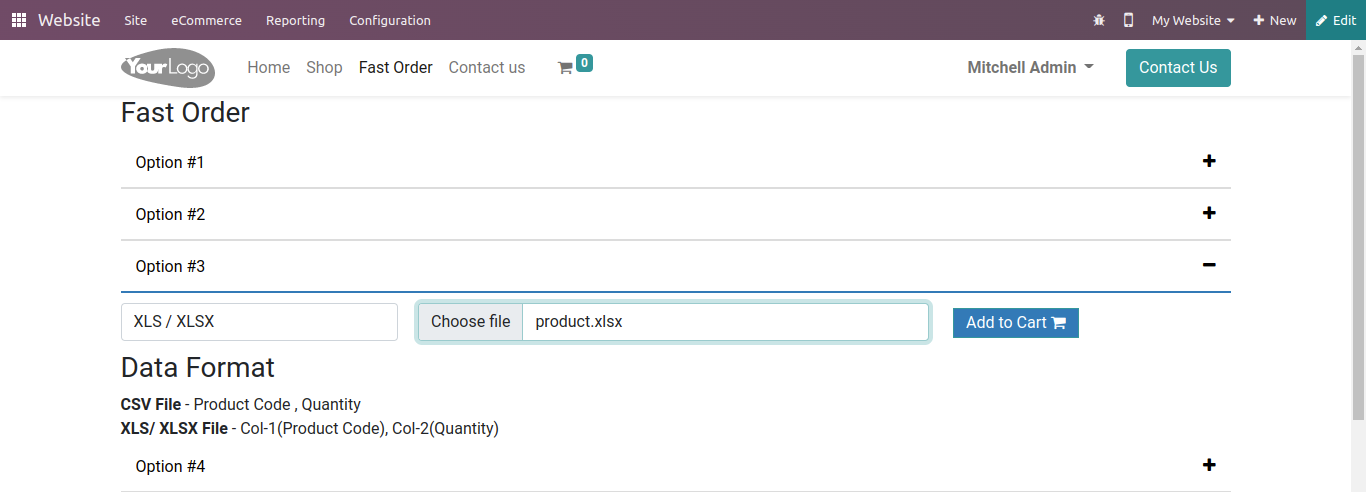 Website Site eCommerce Reporting Configuration My Website New Edit
YourLogo Home Shop Fast Order Contact us 0 Mitchell Admin Contact Us
Fast Order
Option #1
Option #2
Option #3
XLS / XLSX Choose file product.xlsx Add to Cart
Data Format
CSV File - Product Code , Quantity
XLS/ XLSX File - Col-1(Product Code), Col-2(Quantity)
Option #4